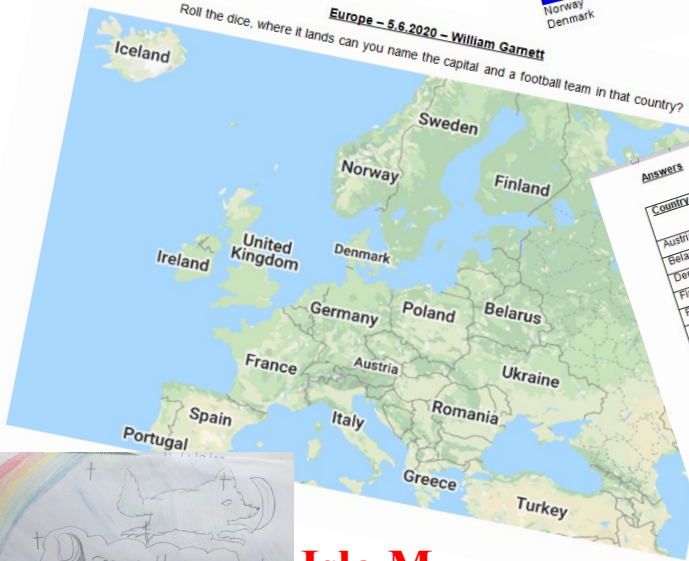 Norway
Denmark
Europe – 5.6.2020 – William Garnett
Roll the dice, where it lands can you name the capital and a football team in that country?
Iceland
Sweden
Norway
Finland
Ireland
United
Kingdom
Denmark
Germany
Poland
Belarus
France
Austria
Ukraine
Spain
Italy
Romania
Portugal
Greece
Turkey
Answers
Country